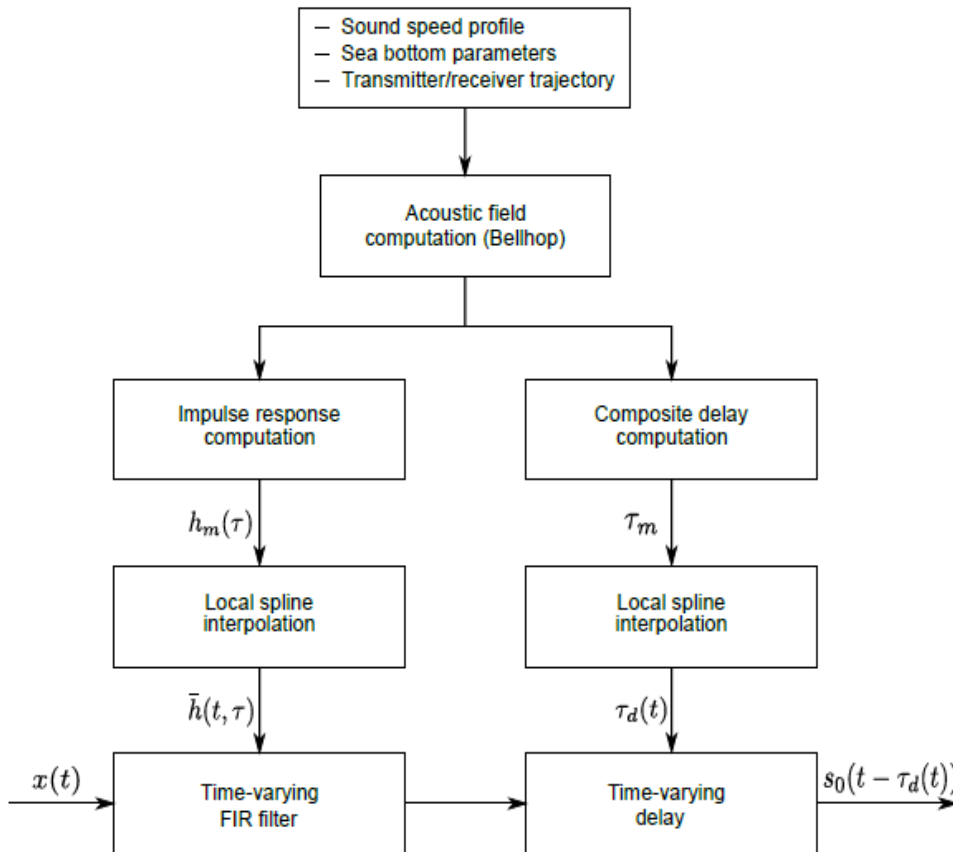 – Sound speed profile
– Sea bottom parameters
– Transmitter/receiver trajectory
Acoustic field
computation (Bellhop)
Impulse response
computation
Composite delay
computation
h_m(τ)
τ_m
Local spline
interpolation
Local spline
interpolation
h̄(t, τ)
τ_d(t)
x(t)
Time-varying
FIR filter
Time-varying
delay
s_0(t − τ_d(t))